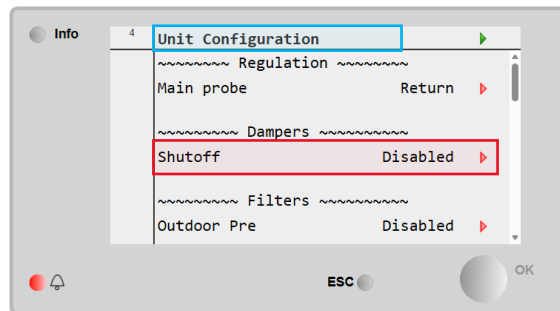 Info
4 Unit Configuration
~~~~~~~~ Regulation ~~~~~~~~
Main probe Return
~~~~~~~~~ Dampers ~~~~~~~~~~
Shutoff Disabled
~~~~~~~~~ Filters ~~~~~~~~~~
Outdoor Pre Disabled
ESC
OK